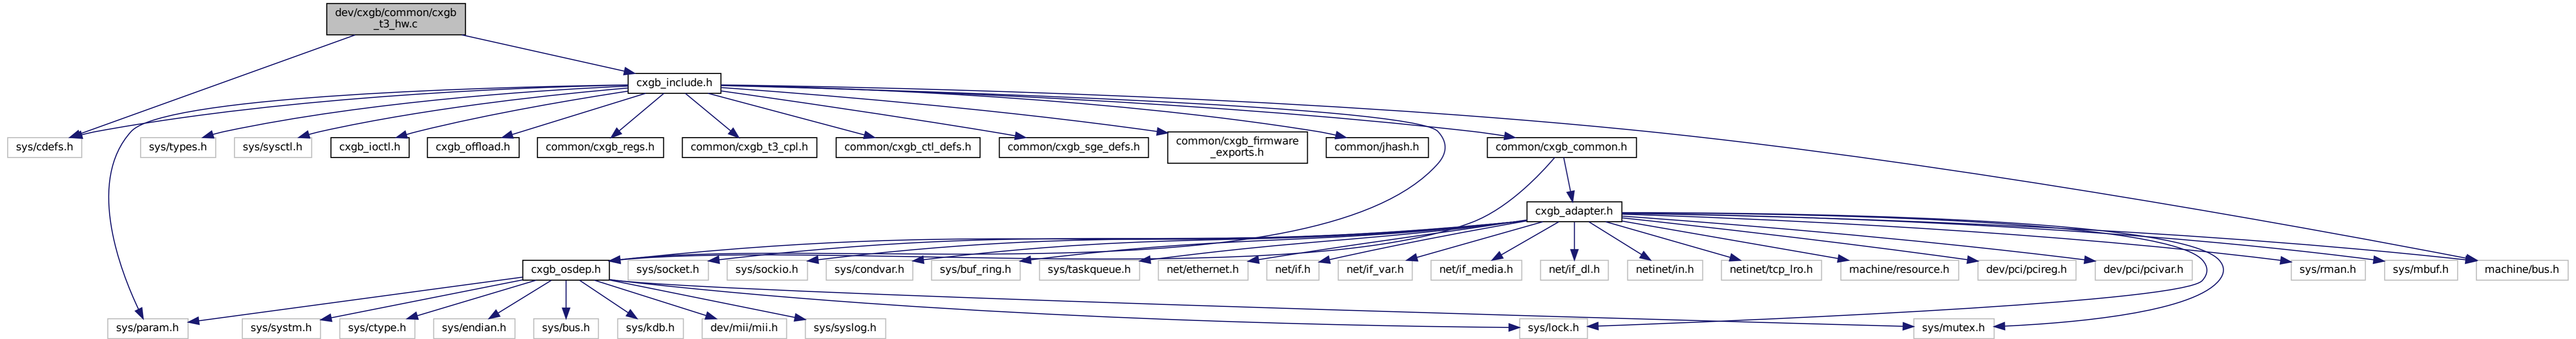 dev/cxgb/common/cxgb
_t3_hw.c
cxgb_include.h
sys/cdefs.h
sys/types.h
sys/sysctl.h
cxgb_ioctl.h
cxgb_offload.h
common/cxgb_regs.h
common/cxgb_t3_cpl.h
common/cxgb_ctl_defs.h
common/cxgb_sge_defs.h
common/cxgb_firmware
_exports.h
common/jhash.h
common/cxgb_common.h
cxgb_adapter.h
cxgb_osdep.h
sys/socket.h
sys/sockio.h
sys/condvar.h
sys/buf_ring.h
sys/taskqueue.h
net/ethernet.h
net/if.h
net/if_var.h
net/if_media.h
net/if_dl.h
netinet/in.h
netinet/tcp_lro.h
machine/resource.h
dev/pci/pcireg.h
dev/pci/pcivar.h
sys/rman.h
sys/mbuf.h
machine/bus.h
sys/param.h
sys/systm.h
sys/ctype.h
sys/endian.h
sys/bus.h
sys/kdb.h
dev/mii/mii.h
sys/syslog.h
sys/lock.h
sys/mutex.h